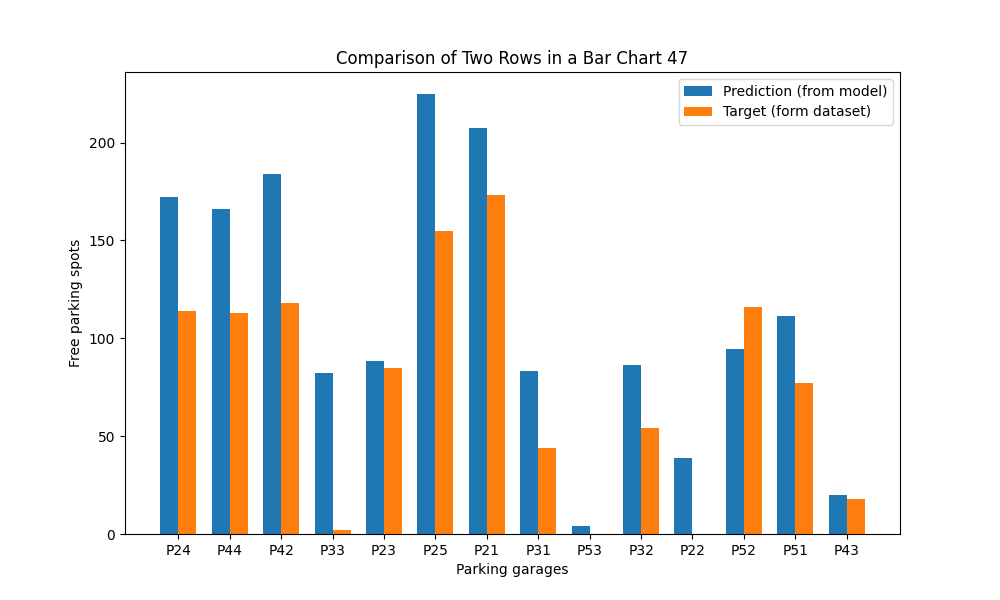 Comparison of Two Rows in a Bar Chart 47
Prediction (from model)
Target (form dataset)
Free parking spots
200
150
100
50
0
P24 P44 P42 P33 P23 P25 P21 P31 P53 P32 P22 P52 P51 P43
Parking garages